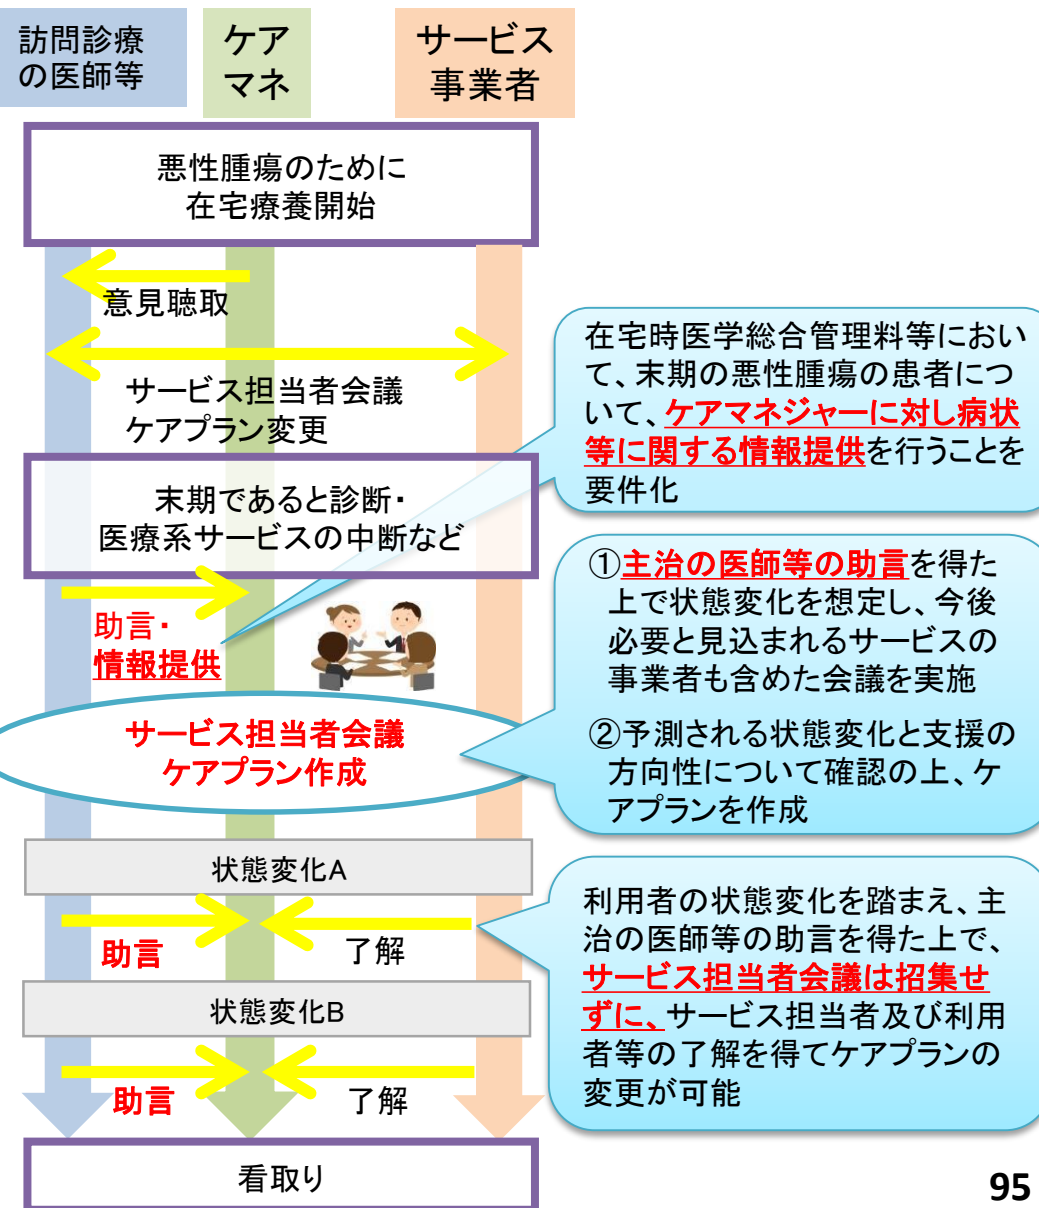 訪問診療
の医師等
ケア
マネ
サービス
事業者
悪性腫瘍のために
在宅療養開始
意見聴取
サービス担当者会議
ケアプラン変更
在宅時医学総合管理料等におい
て、末期の悪性腫瘍の患者につ
いて、ケアマネジャーに対し病状
等に関する情報提供を行うことを
要件化
末期であると診断・
医療系サービスの中断など
助言・
情報提供
①主治の医師等の助言を得た
上で状態変化を想定し、今後
必要と見込まれるサービスの
事業者も含めた会議を実施
②予測される状態変化と支援の
方向性について確認の上、ケ
アプランを作成
サービス担当者会議
ケアプラン作成
状態変化A
助言
了解
利用者の状態変化を踏まえ、主
治の医師等の助言を得た上で、
サービス担当者会議は招集せ
ずに、サービス担当者及び利用
者等の了解を得てケアプランの
変更が可能
状態変化B
助言
了解
看取り
95